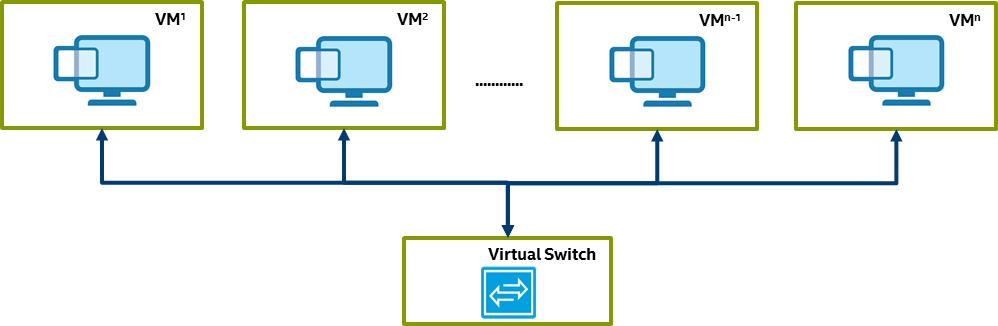 VM¹
VM²
............
VMⁿ⁻¹
VMⁿ
Virtual Switch